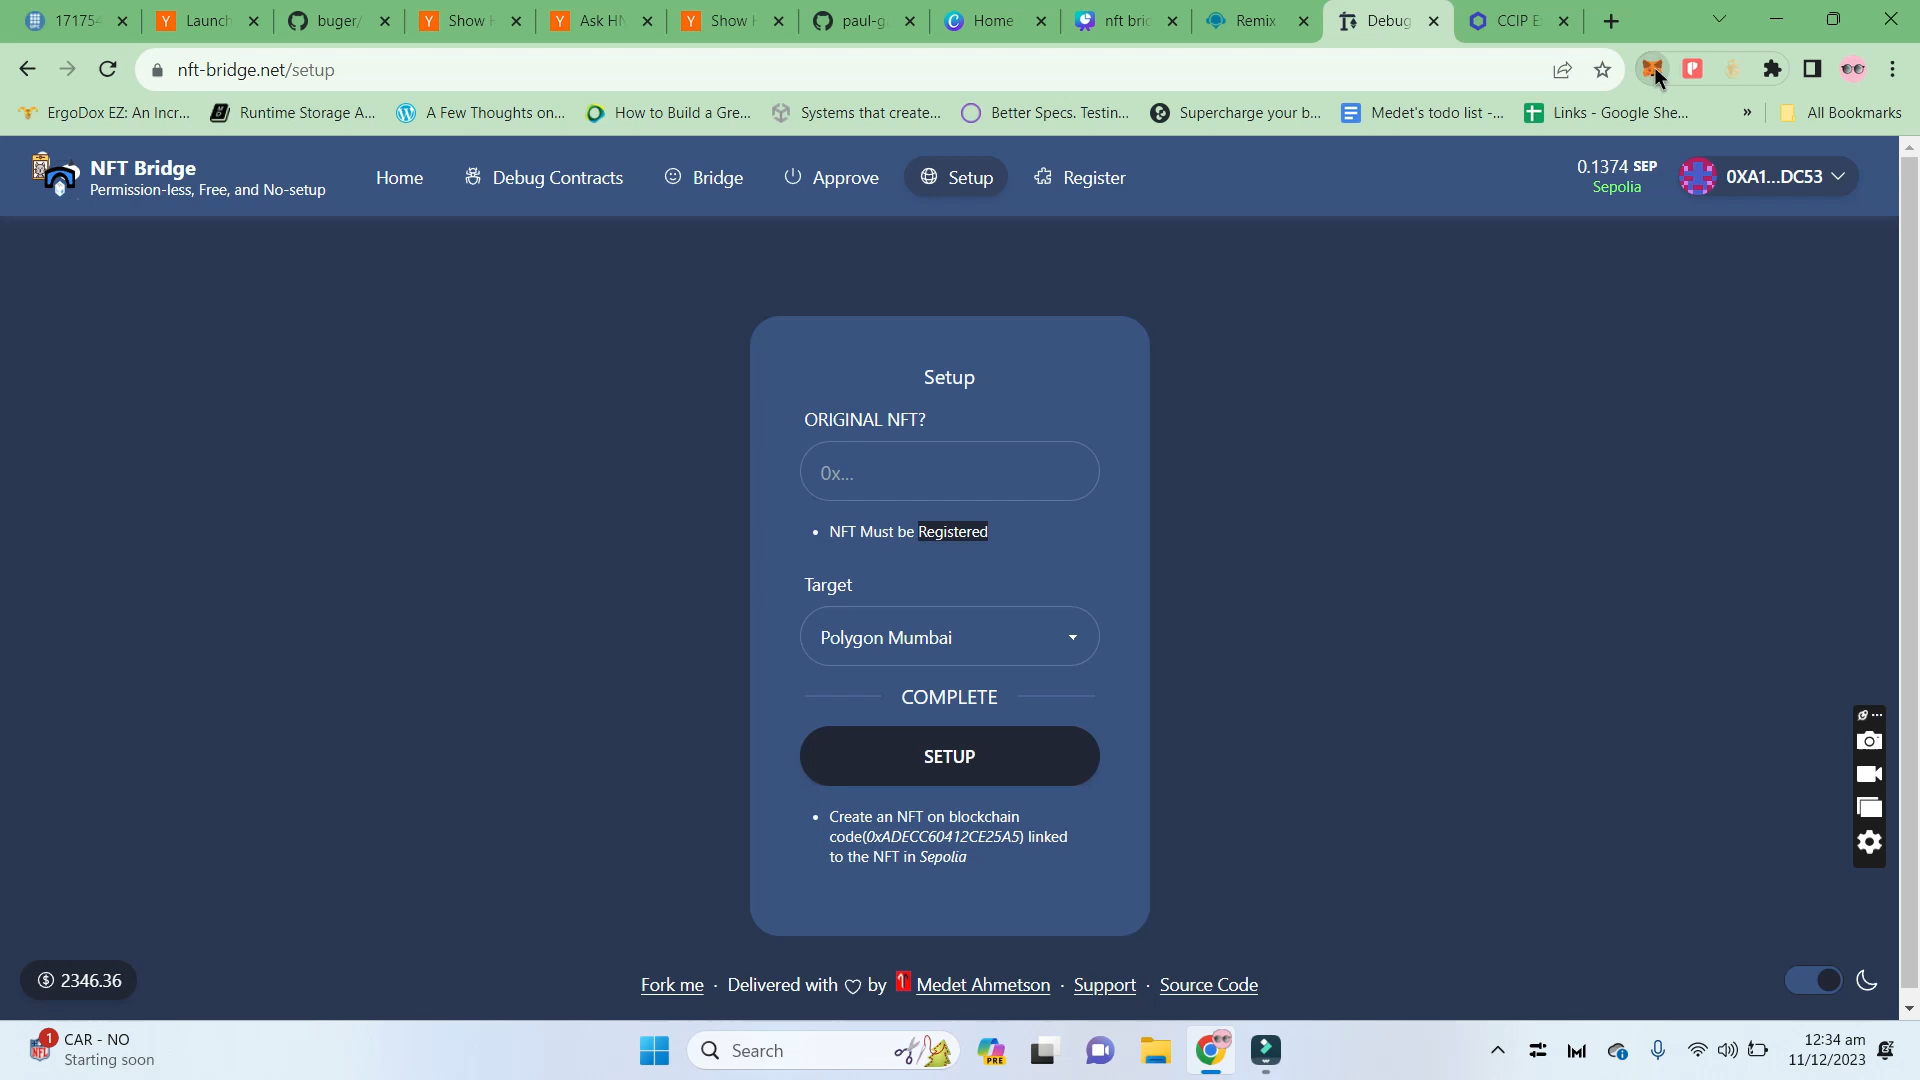 17175
Launch
buger/
Show H
Ask HN
Show H
paul-g
Home
nft bric
Remix
Debug
CCIP E
nft-bridge.net/setup
ErgoDox EZ: An Incr...
Runtime Storage A...
A Few Thoughts on...
How to Build a Gre...
Systems that create...
Better Specs. Testin...
Supercharge your b...
Medet's todo list -...
Links - Google She...
»
All Bookmarks
NFT Bridge
Permission-less, Free, and No-setup
Home
Debug Contracts
Bridge
Approve
Setup
Register
0.1374 SEP
Sepolia
0XA1...DC53
Setup
ORIGINAL NFT?
0x...
• NFT Must be Registered
Target
Polygon Mumbai
COMPLETE
SETUP
• Create an NFT on blockchain
code(0xADECC60412CE25A5) linked
to the NFT in Sepolia
2346.36
Fork me · Delivered with ♡ by Medet Ahmetson · Support · Source Code
1
CAR - NO
Starting soon
Search
PRE
12:34 am
11/12/2023